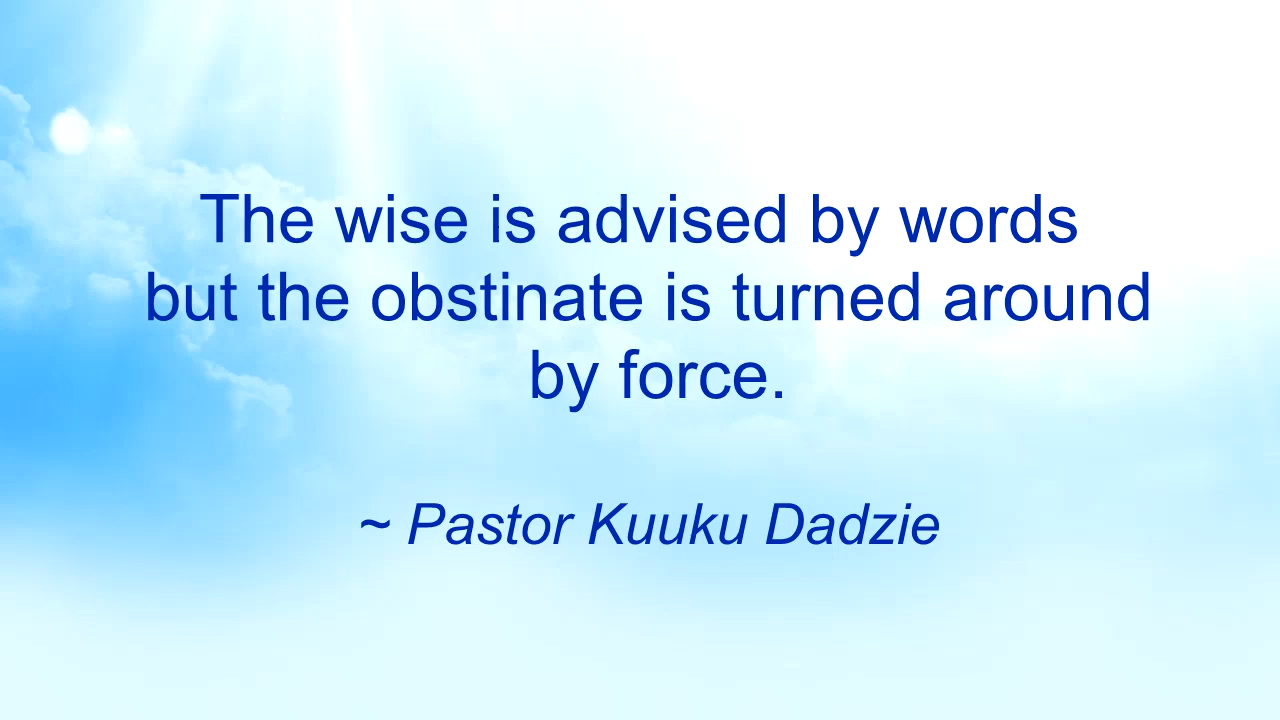 The wise is advised by words
but the obstinate is turned around
by force.
~ Pastor Kuuku Dadzie